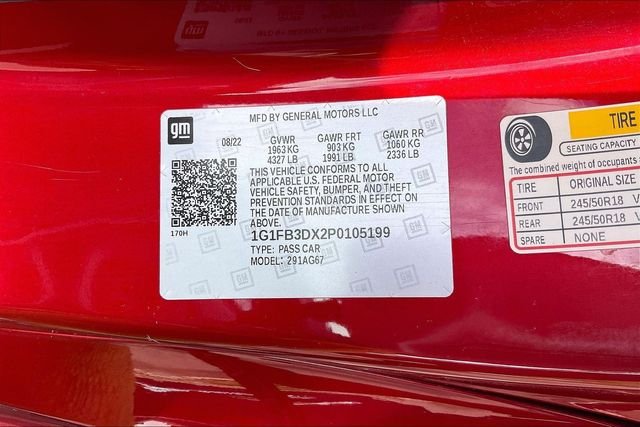 MFD BY GENERAL MOTORS LLC
gm
08/22
GVWR GAWR FRT GAWR RR
1963 KG 903 KG 1060 KG
4327 LB 1991 LB 2336 LB
THIS VEHICLE CONFORMS TO ALL
APPLICABLE U.S. FEDERAL MOTOR
VEHICLE SAFETY, BUMPER, AND THEFT
PREVENTION STANDARDS IN EFFECT ON
THE DATE OF MANUFACTURE SHOWN
ABOVE.
170H
1G1FB3DX2P0105199
TYPE: PASS CAR
MODEL: 291AG67
TIRE
SEATING CAPACITY
The combined weight of occupants
TIRE ORIGINAL SIZE
FRONT 245/50R18 V
REAR 245/50R18
SPARE NONE